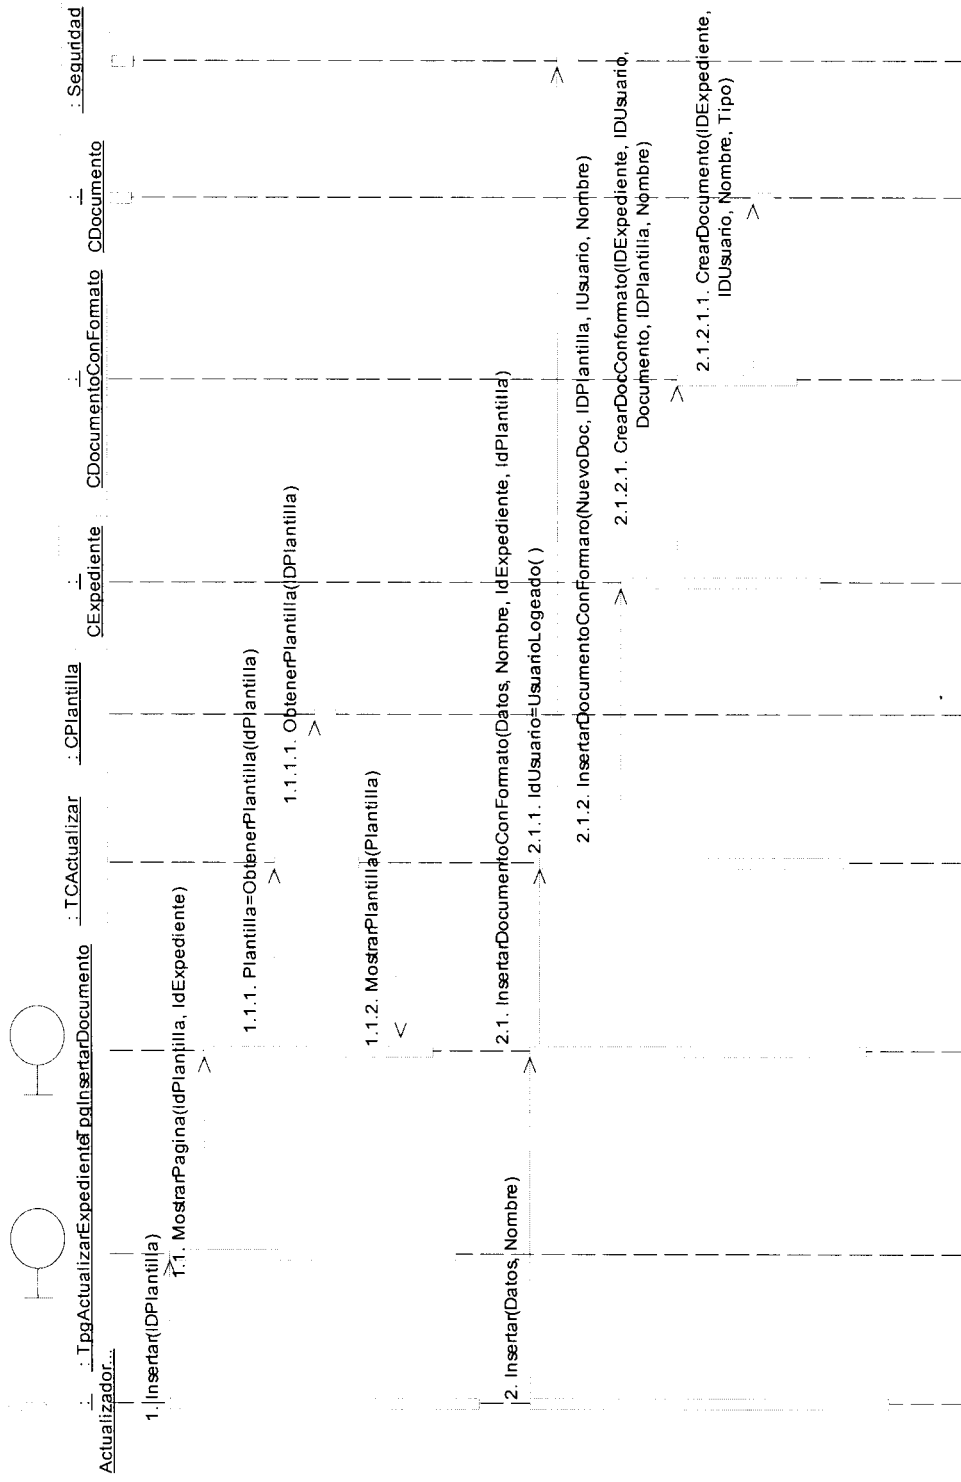 : Actualizador...
: TpgActualizarExpediente
TpgInsertarDocumento
: TCActualizar
: CPlantilla
:
CExpediente
:
CDocumentoConFormato
:
CDocumento
: Seguridad
1. Insertar(IDPlantilla)
1.1. MostrarPagina(IdPlantilla, IdExpediente)
1.1.1. Plantilla=ObtenerPlantilla(IdPlantilla)
1.1.1.1. ObtenerPlantilla(IDPlantilla)
1.1.2. MostrarPlantilla(Plantilla)
2. Insertar(Datos, Nombre)
2.1. InsertarDocumentoConFormato(Datos, Nombre, IdExpediente, IdPlantilla)
2.1.1. IdUsuario=UsuarioLogeado( )
2.1.2. InsertarDocumentoConFormaro(NuevoDoc, IDPlantilla, IUsuario, Nombre)
2.1.2.1. CrearDocConformato(IDExpediente, IDUsuario,
Documento, IDPlantilla, Nombre)
2.1.2.1.1. CrearDocumento(IDExpediente,
IDUsuario, Nombre, Tipo)